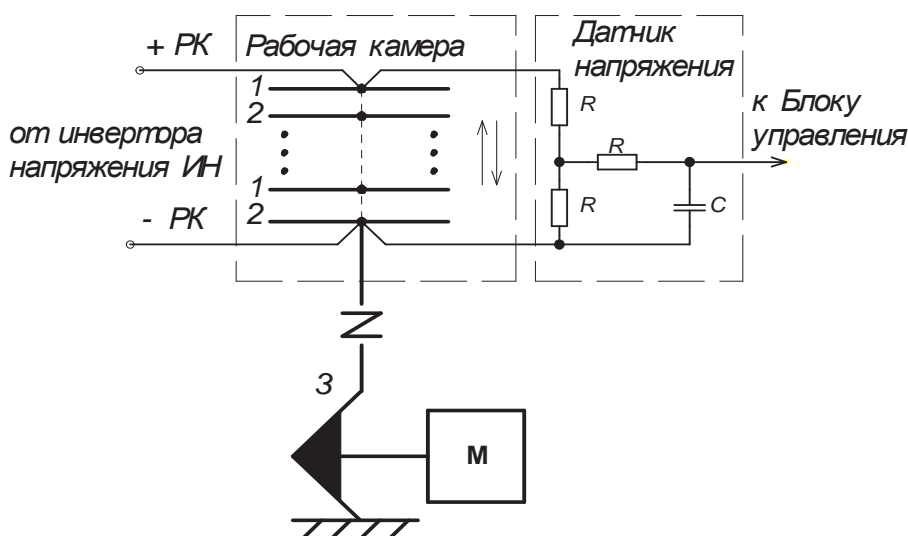 + РК
Рабочая камера
Датчик
напряжения
1
2
R
к Блоку
управления
от инвертора
напряжения ИН
R
1
2
R
C
- РК
3
М